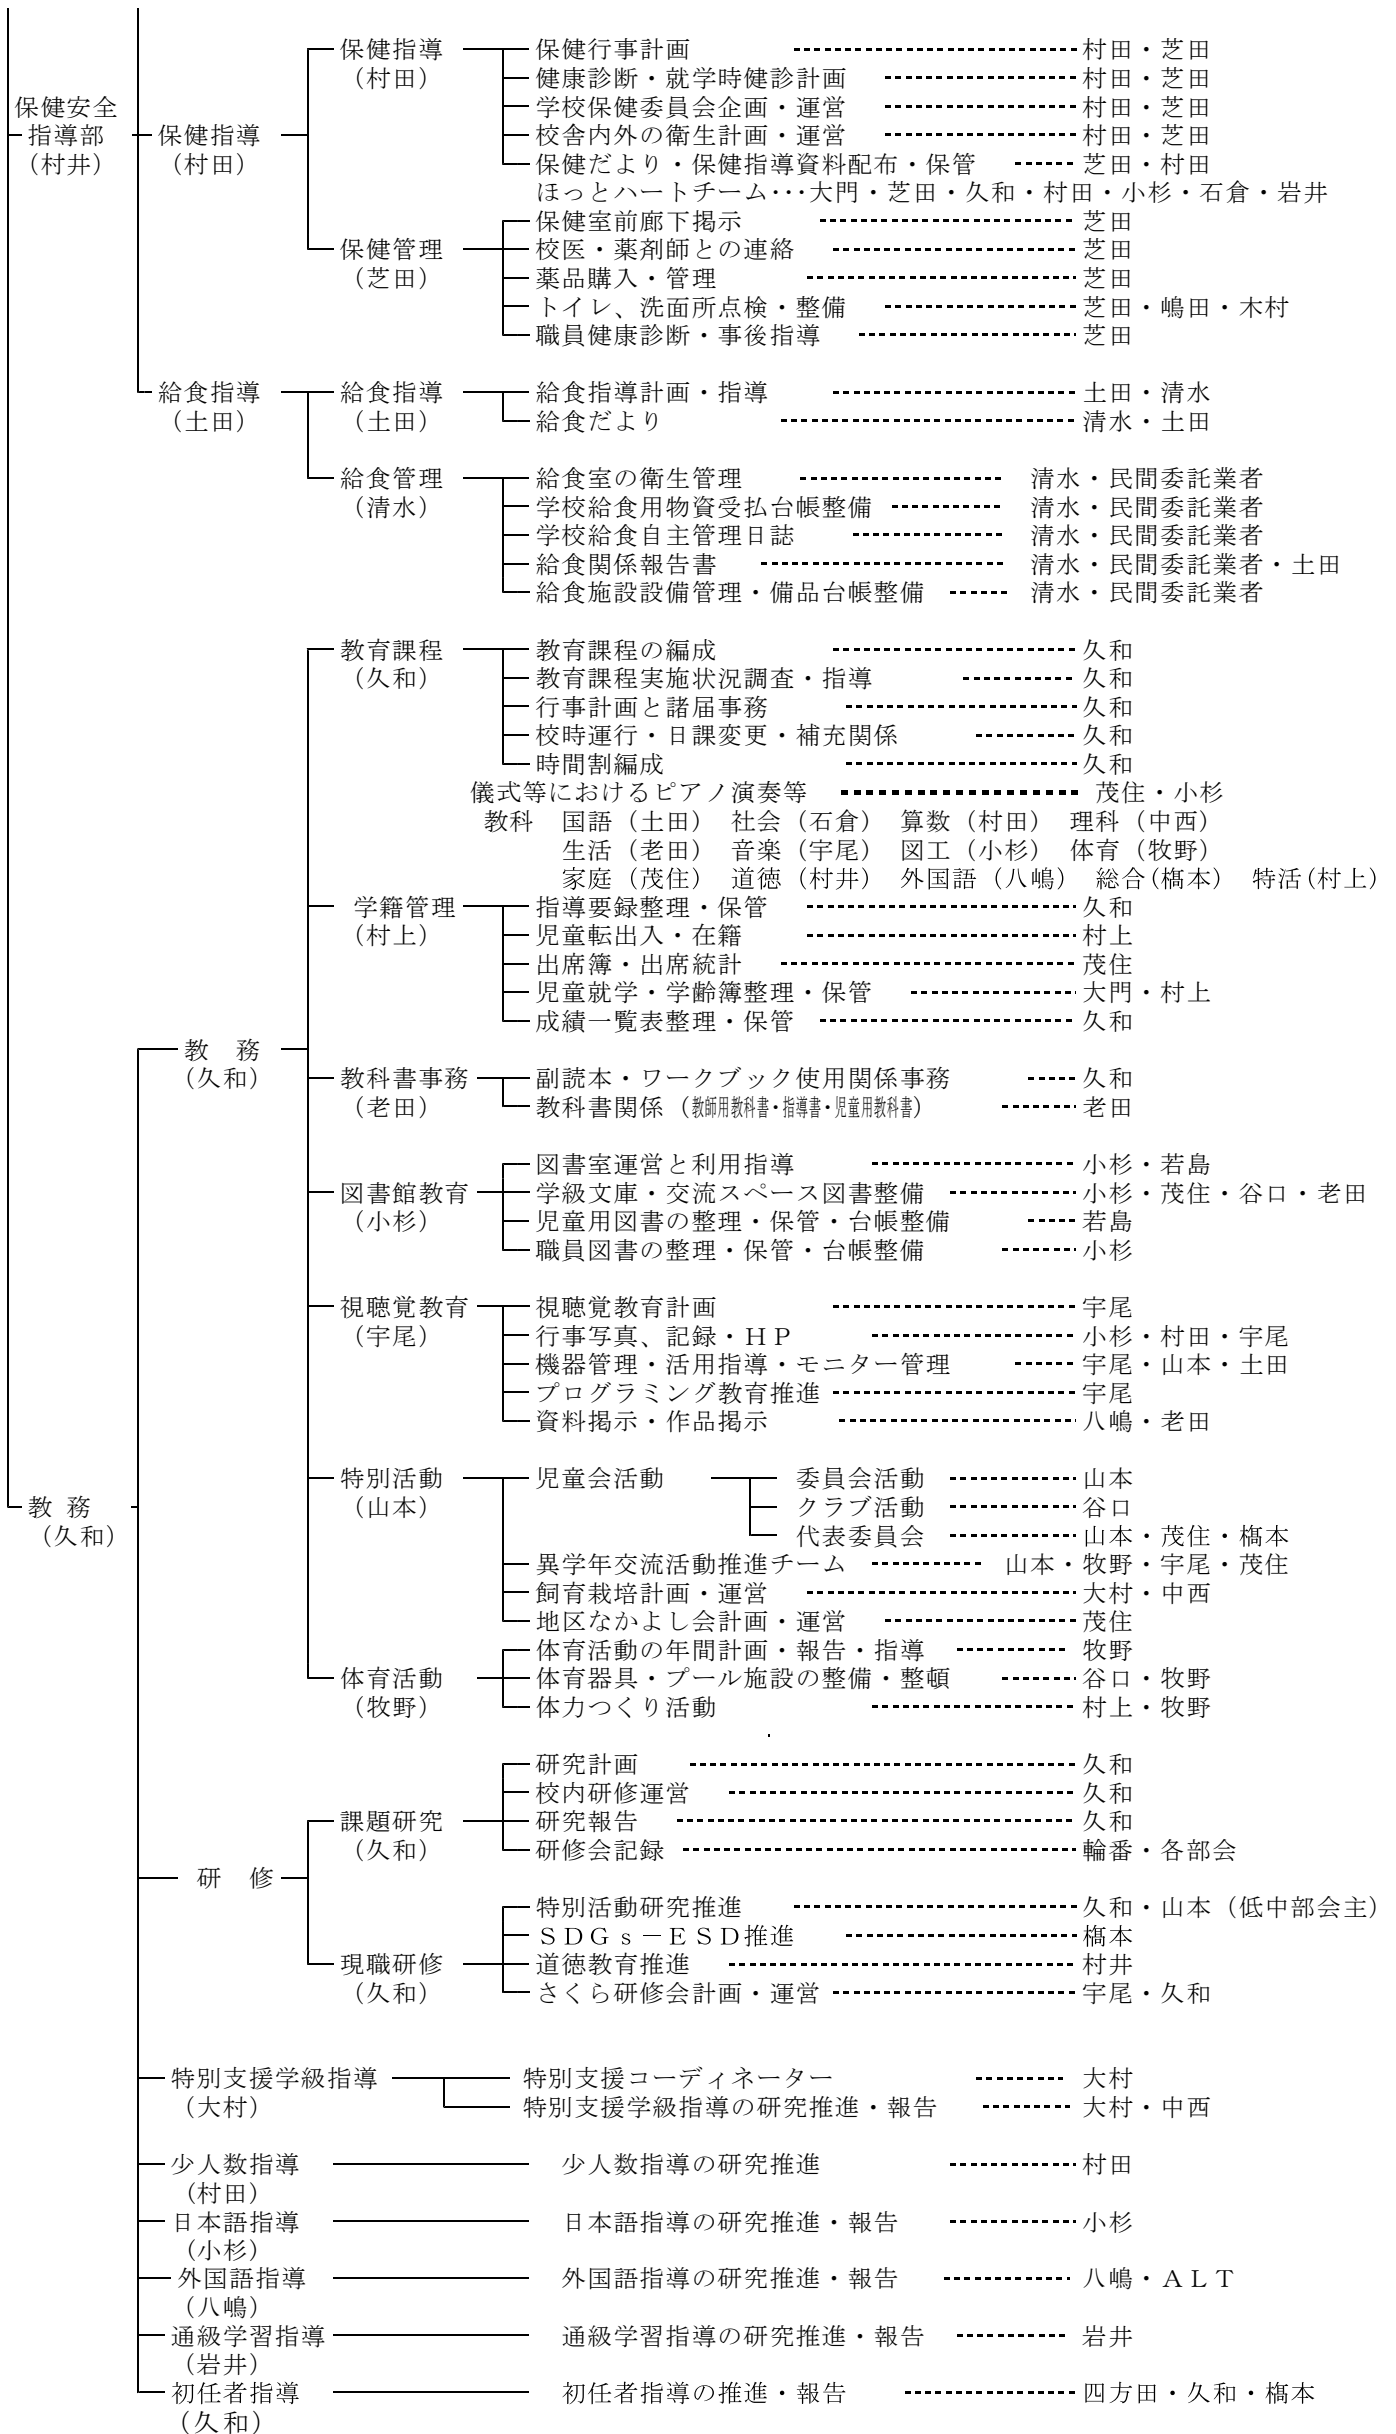 保健指導 保健行事計画 村田・芝田
（村田） 健康診断・就学時健診計画 村田・芝田
保健安全 学校保健委員会企画・運営 村田・芝田
指導部 保健指導 校舎内外の衛生計画・運営 村田・芝田
（村井） （村田） 保健だより・保健指導資料配布・保管 芝田・村田
ほっとハートチーム･･･大門・芝田・久和・村田・小杉・石倉・岩井
保健室前廊下掲示 芝田
保健管理 校医・薬剤師との連絡 芝田
（芝田） 薬品購入・管理 芝田
トイレ、洗面所点検・整備 芝田・嶋田・木村
職員健康診断・事後指導 芝田
給食指導 給食指導 給食指導計画・指導 土田・清水
（土田） （土田） 給食だより 清水・土田
給食管理 給食室の衛生管理 清水・民間委託業者
（清水） 学校給食用物資受払台帳整備 清水・民間委託業者
学校給食自主管理日誌 清水・民間委託業者
給食関係報告書 清水・民間委託業者・土田
給食施設設備管理・備品台帳整備 清水・民間委託業者
教育課程 教育課程の編成 久和
（久和） 教育課程実施状況調査・指導 久和
行事計画と諸届事務 久和
校時運行・日課変更・補充関係 久和
時間割編成 久和
儀式等におけるピアノ演奏等 茂住・小杉
教科 国語（土田） 社会（石倉） 算数（村田） 理科（中西）
生活（老田） 音楽（宇尾） 図工（小杉） 体育（牧野）
家庭（茂住） 道徳（村井） 外国語（八嶋） 総合(槗本) 特活(村上)
学籍管理 指導要録整理・保管 久和
（村上） 児童転出入・在籍 村上
出席簿・出席統計 茂住
児童就学・学齢簿整理・保管 大門・村上
成績一覧表整理・保管 久和
教 務
（久和） 教科書事務 副読本・ワークブック使用関係事務 久和
（老田） 教科書関係（教師用教科書・指導書・児童用教科書） 老田
図書室運営と利用指導 小杉・若島
図書館教育 学級文庫・交流スペース図書整備 小杉・茂住・谷口・老田
（小杉） 児童用図書の整理・保管・台帳整備 若島
職員図書の整理・保管・台帳整備 小杉
視聴覚教育 視聴覚教育計画 宇尾
（宇尾） 行事写真、記録・ＨＰ 小杉・村田・宇尾
機器管理・活用指導・モニター管理 宇尾・山本・土田
プログラミング教育推進 宇尾
資料掲示・作品掲示 八嶋・老田
特別活動 児童会活動 委員会活動 山本
教 務 （山本） クラブ活動 谷口
（久和） 代表委員会 山本・茂住・槗本
異学年交流活動推進チーム 山本・牧野・宇尾・茂住
飼育栽培計画・運営 大村・中西
地区なかよし会計画・運営 茂住
体育活動の年間計画・報告・指導 牧野
体育活動 体育器具・プール施設の整備・整頓 谷口・牧野
（牧野） 体力つくり活動 村上・牧野
研究計画 久和
校内研修運営 久和
課題研究 研究報告 久和
（久和） 研修会記録 輪番・各部会
研 修
特別活動研究推進 久和・山本（低中部会主）
ＳＤＧｓ－ＥＳＤ推進 槗本
現職研修 道徳教育推進 村井
（久和） さくら研修会計画・運営 宇尾・久和
特別支援学級指導 特別支援コーディネーター 大村
（大村） 特別支援学級指導の研究推進・報告 大村・中西
少人数指導 少人数指導の研究推進 村田
（村田）
日本語指導 日本語指導の研究推進・報告 小杉
（小杉）
外国語指導 外国語指導の研究推進・報告 八嶋・ＡＬＴ
（八嶋）
通級学習指導 通級学習指導の研究推進・報告 岩井
（岩井）
初任者指導 初任者指導の推進・報告 四方田・久和・槗本
（久和）